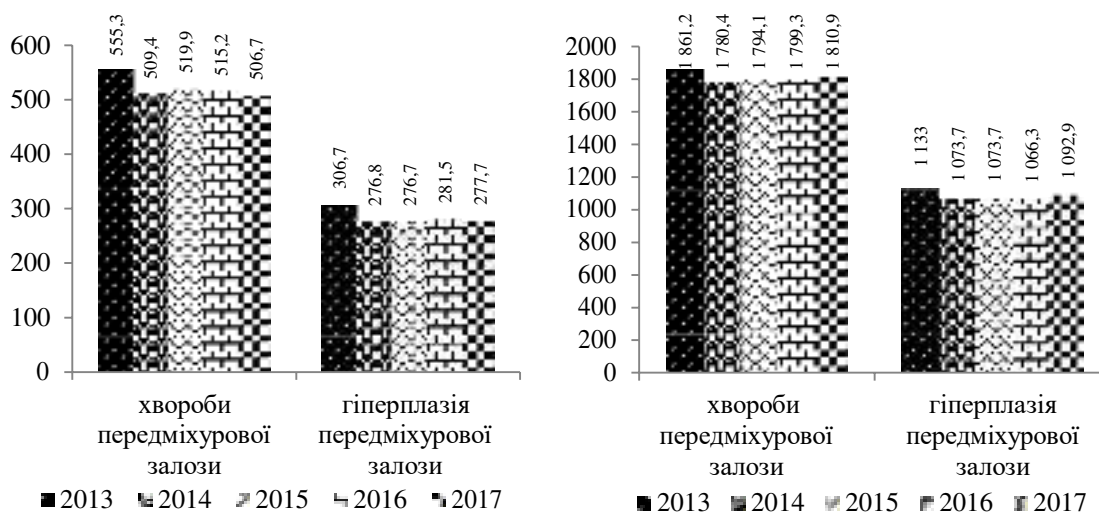 555,3
509,4
519,9
515,2
506,7
306,7
276,8
276,7
281,5
277,7
600
500
400
300
200
100
0
хвороби
передміхурової
залози
гіперплазія
передміхурової
залози
2013 2014 2015 2016 2017
1 861,2
1 780,4
1 794,1
1 799,3
1 810,9
1 133
1 073,7
1 073,7
1 066,3
1 092,9
2000
1800
1600
1400
1200
1000
800
600
400
200
0
хвороби
передміхурової
залози
гіперплазія
передміхурової
залози
2013 2014 2015 2016 2017